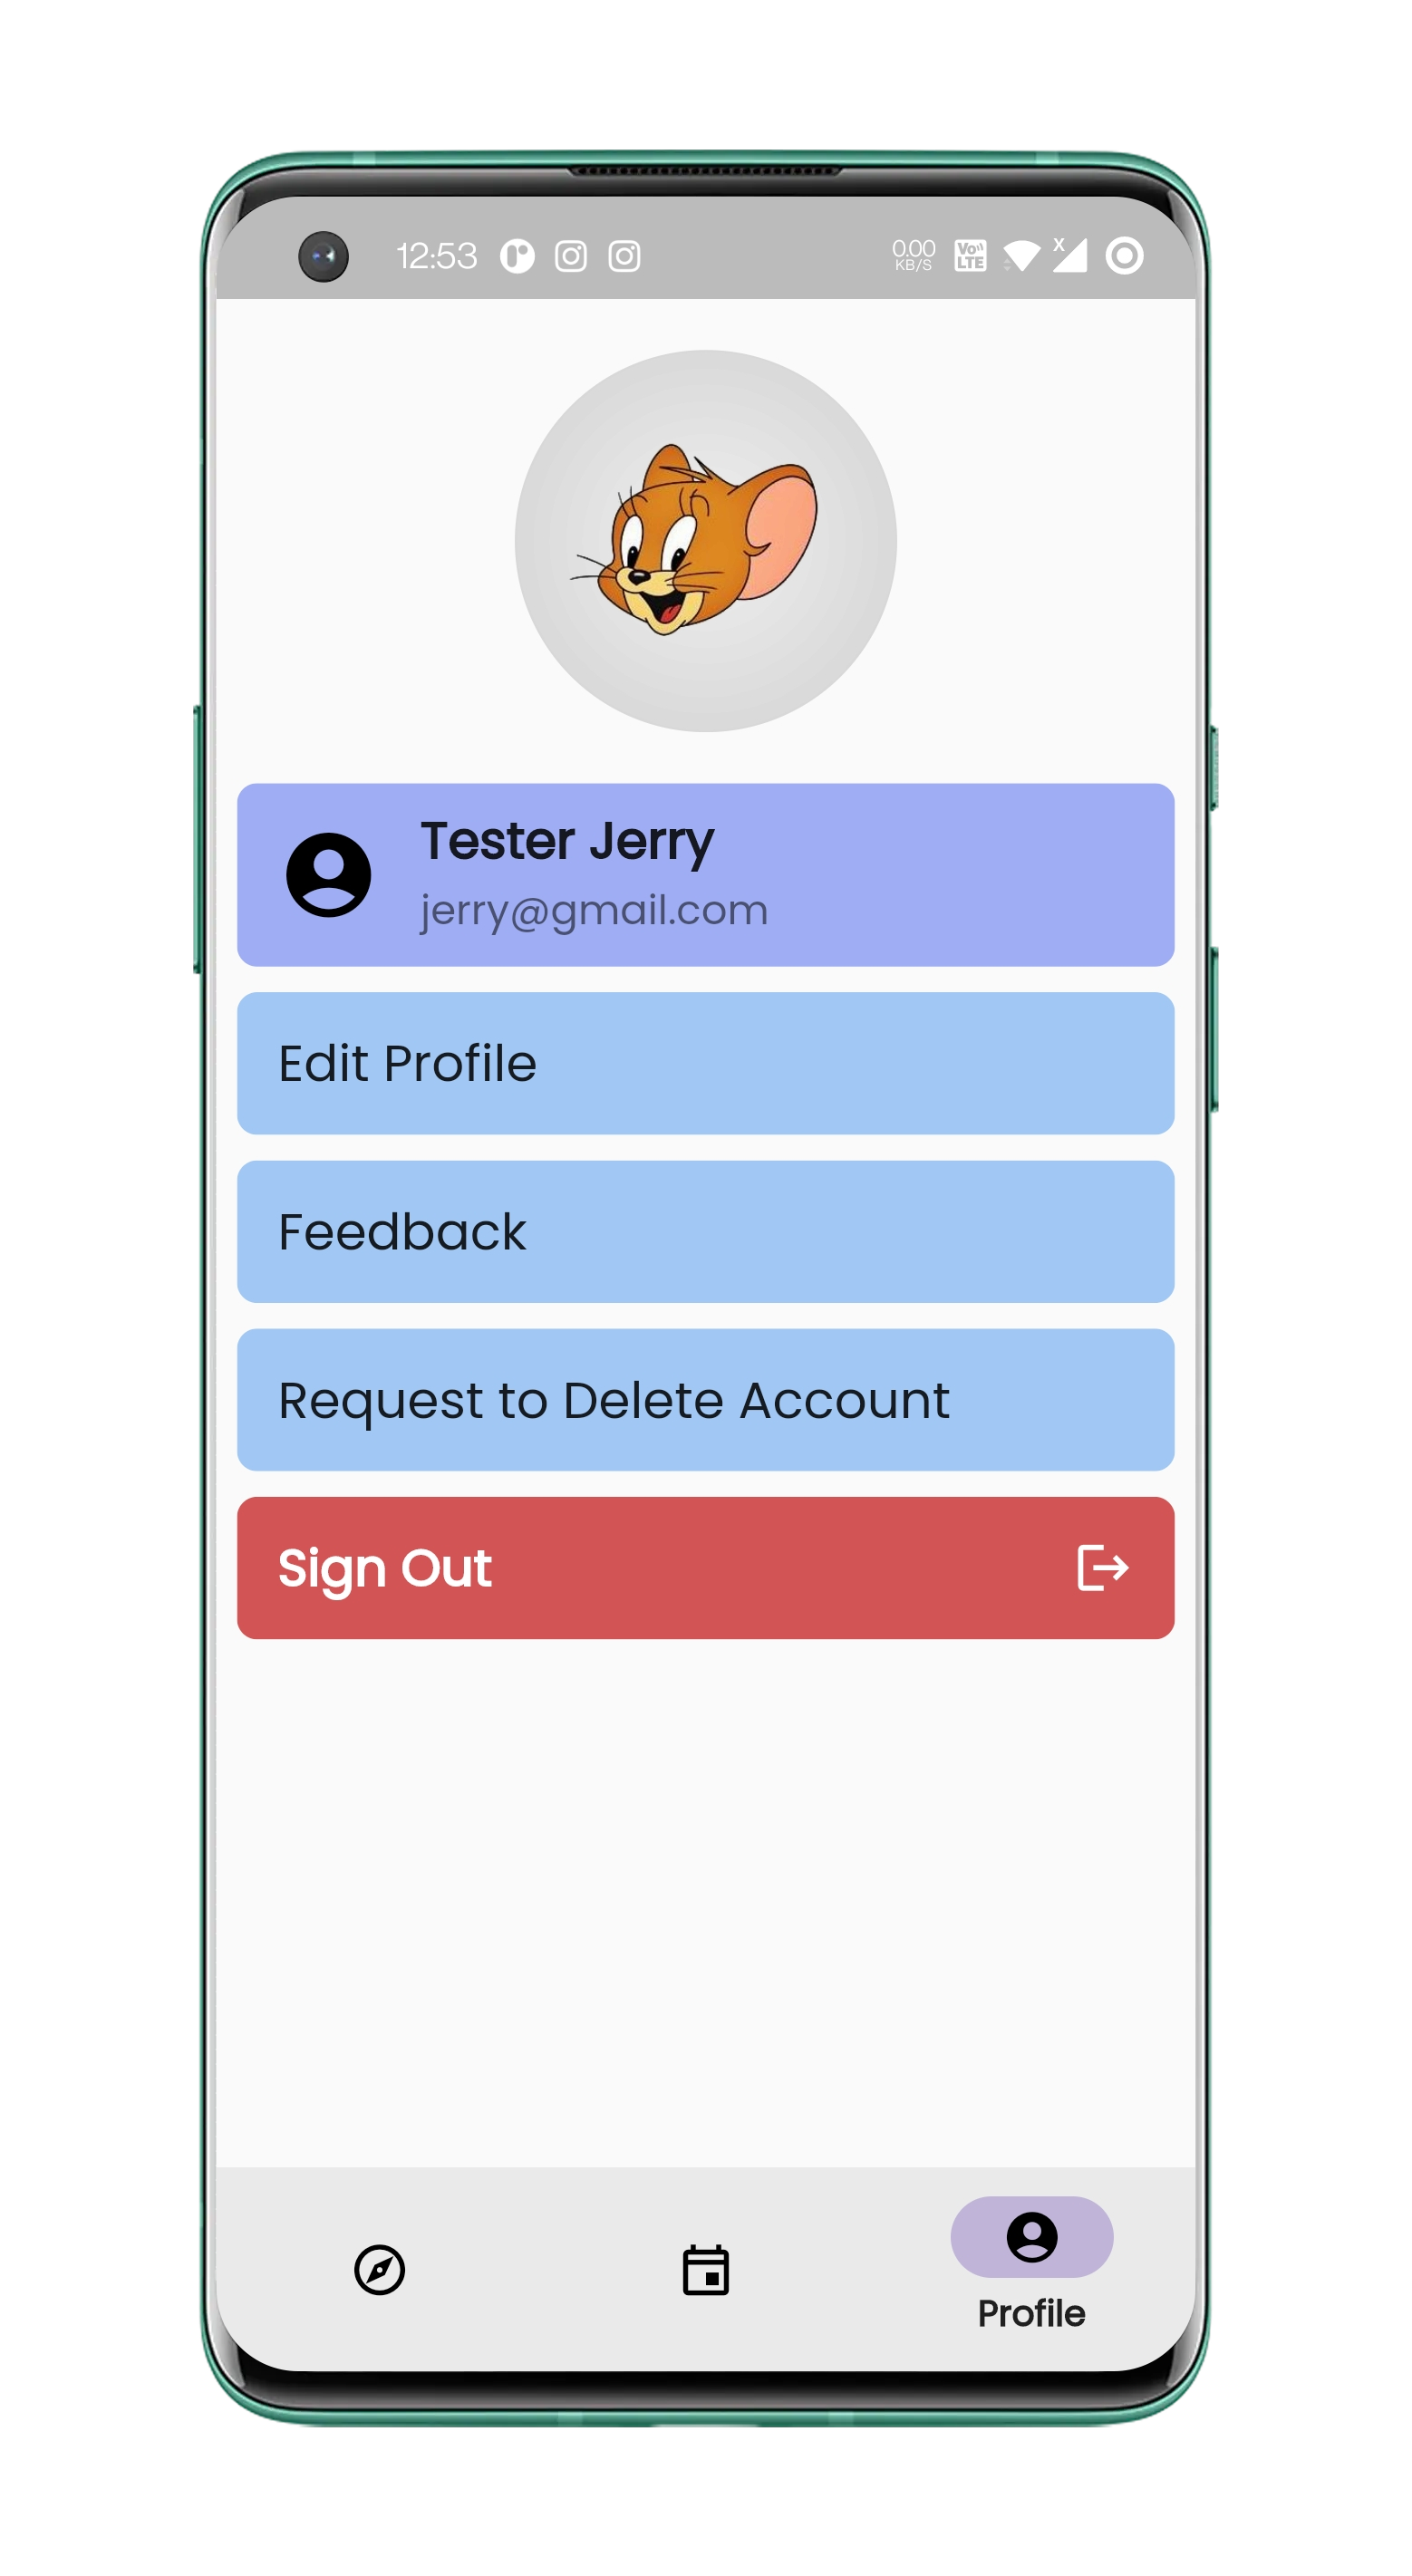 12:53
0.00
KB/S
Vo
LTE
X
Tester Jerry
jerry@gmail.com
Edit Profile
Feedback
Request to Delete Account
Sign Out
Profile